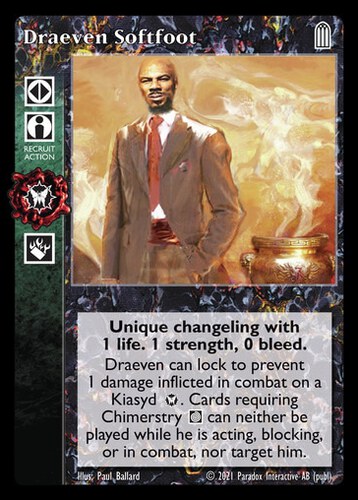 Draeven Softfoot
RECRUIT
ACTION
Unique changeling with
1 life. 1 strength, 0 bleed.
Draeven can lock to prevent
1 damage inflicted in combat on a
Kiasyd . Cards requiring
Chimerstry can neither be
played while he is acting, blocking,
or in combat, nor target him.
Illus: Paul Ballard
© 2021 Paradox Interactive AB (publ)